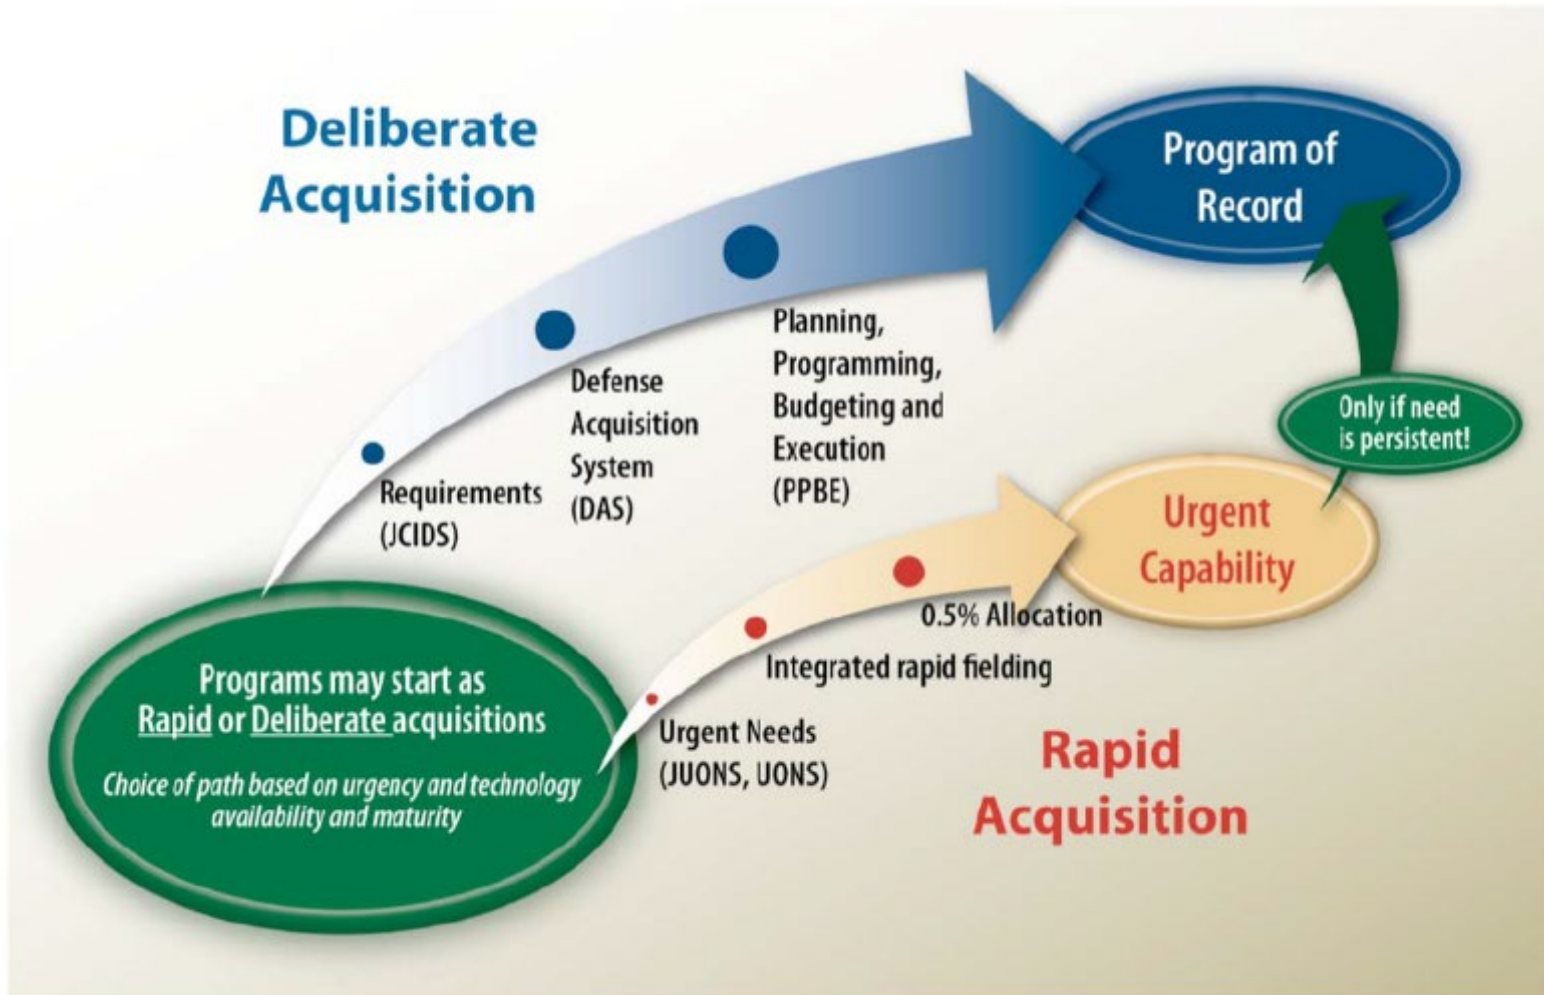 Deliberate
Acquisition
Program of
Record
Planning,
Programming,
Budgeting and
Execution
(PPBE)
Defense
Acquisition
System
(DAS)
Requirements
(JCIDS)
Only if need
is persistent!
Urgent
Capability
0.5% Allocation
Integrated rapid fielding
Urgent Needs
(JUONS, UONS)
Programs may start as
Rapid or Deliberate acquisitions
Choice of path based on urgency and technology
availability and maturity
Rapid
Acquisition